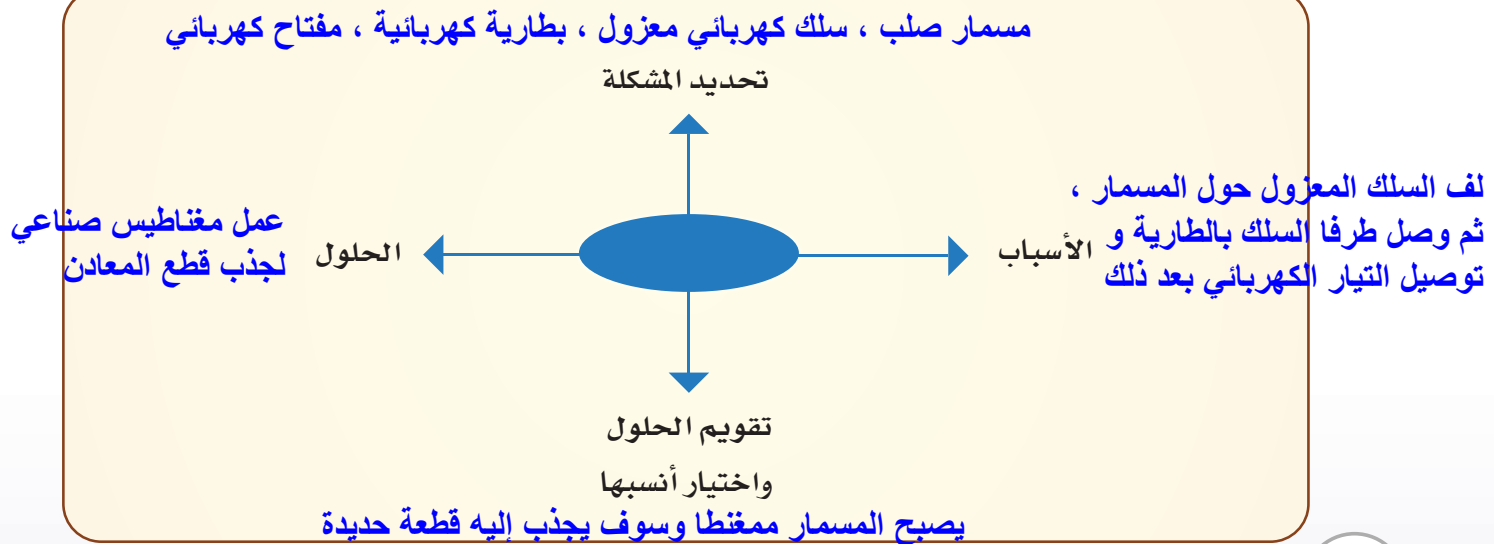 مسمار صلب ، سلك كهربائي معزول ، بطارية كهربائية ، مفتاح كهربائي
تحديد المشكلة
لف السلك المعزول حول المسمار ،
ثم وصل طرفا السلك بالطارية و
توصيل التيار الكهربائي بعد ذلك
الأسباب
الحلول
عمل مغناطيس صناعي
لجذب قطع المعادن
تقويم الحلول
واختيار أنسبها
يصبح المسمار ممغنطا وسوف يجذب إليه قطعة حديدة